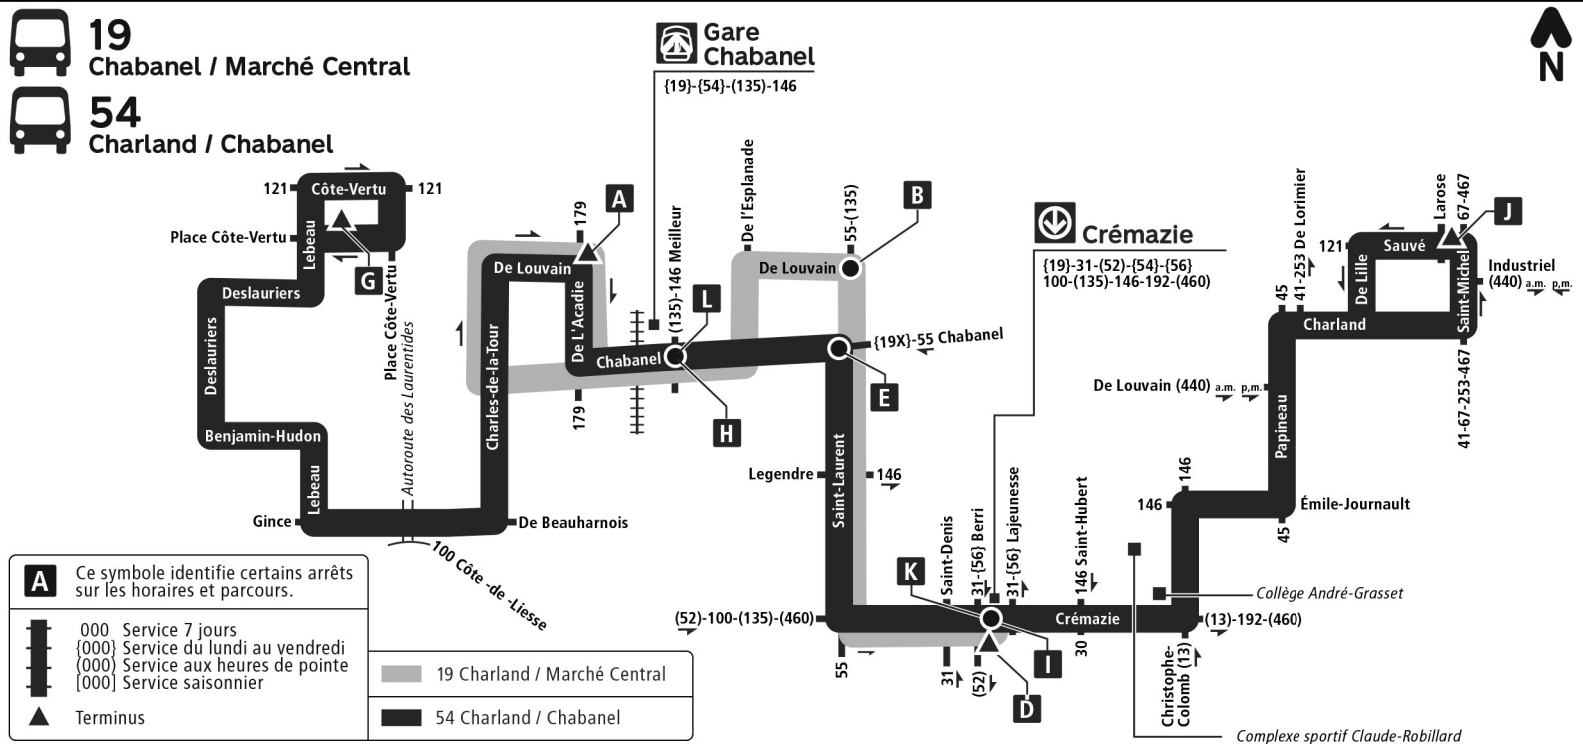 19
Chabanel / Marché Central
54
Charland / Chabanel
Gare
Chabanel
{19}-{54}-(135)-146
N
Crémazie
{19}-31-(52)-{54}-{56}
100-(135)-146-192-(460)
121
Côte-Vertu
121
Place Côte-Vertu
Lebeau
G
Place Côte-Vertu
Deslauriers
Deslauriers
Benjamin-Hudon
Lebeau
Autoroute des Laurentides
Gince
De Beauharnois
100 Côte -de -Liesse
Charles-de-la-Tour
De Louvain
179
A
De L'Acadie
179
Chabanel
(135)-146 Meilleur
L
H
De l'Esplanade
De Louvain
55-(135)
B
{19X}-55 Chabanel
E
Legendre
146
Saint-Laurent
(52)-100-(135)-(460)
55
K
Saint-Denis
31-{56} Berri
31-{56} Lajeunesse
146 Saint-Hubert
31
(52)
D
I
Crémazie
30
146
146
Émile-Journault
45
Collège André-Grasset
(13)-192-(460)
Christophe-
Colomb (13)
Complexe sportif Claude-Robillard
De Louvain (440) a.m. p,m.
Papineau
45
41-253 De Lorimier
Charland
121
Sauvé
De Lille
Larose
67-467
J
Saint-Michel
Industriel
(440) a.m. p,m.
41-67-253-467
A
Ce symbole identifie certains arrêts
sur les horaires et parcours.
000 Service 7 jours
{000} Service du lundi au vendredi
(000) Service aux heures de pointe
[000] Service saisonnier
Terminus
19 Charland / Marché Central
54 Charland / Chabanel